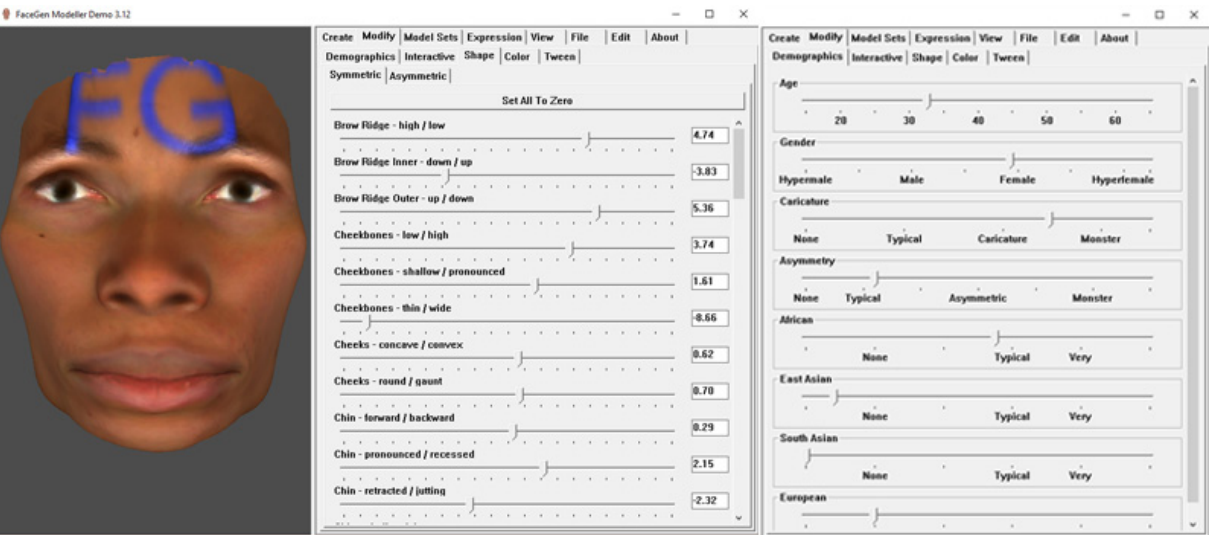 FaceGen Modeller Demo 3.12
FG
Create Modify Model Sets Expression View File Edit About
Demographics Interactive Shape Color Tween
Symmetric Asymmetric
Set All To Zero
Brow Ridge - high / low
4.74
Brow Ridge Inner - down / up
-3.83
Brow Ridge Outer - up / down
5.36
Cheekbones - low / high
3.74
Cheekbones - shallow / pronounced
1.61
Cheekbones - thin / wide
-8.66
Cheeks - concave / convex
0.62
Cheeks - round / gaunt
0.70
Chin - forward / backward
0.29
Chin - pronounced / recessed
2.15
Chin - retracted / jutting
-2.32
Create Modify Model Sets Expression View File Edit About
Demographics Interactive Shape Color Tween
Age
20 30 40 50 60
Gender
Hypermale Male Female Hyperfemale
Caricature
None Typical Caricature Monster
Asymmetry
None Typical Asymmetric Monster
African
None Typical Very
East Asian
None Typical Very
South Asian
None Typical Very
European